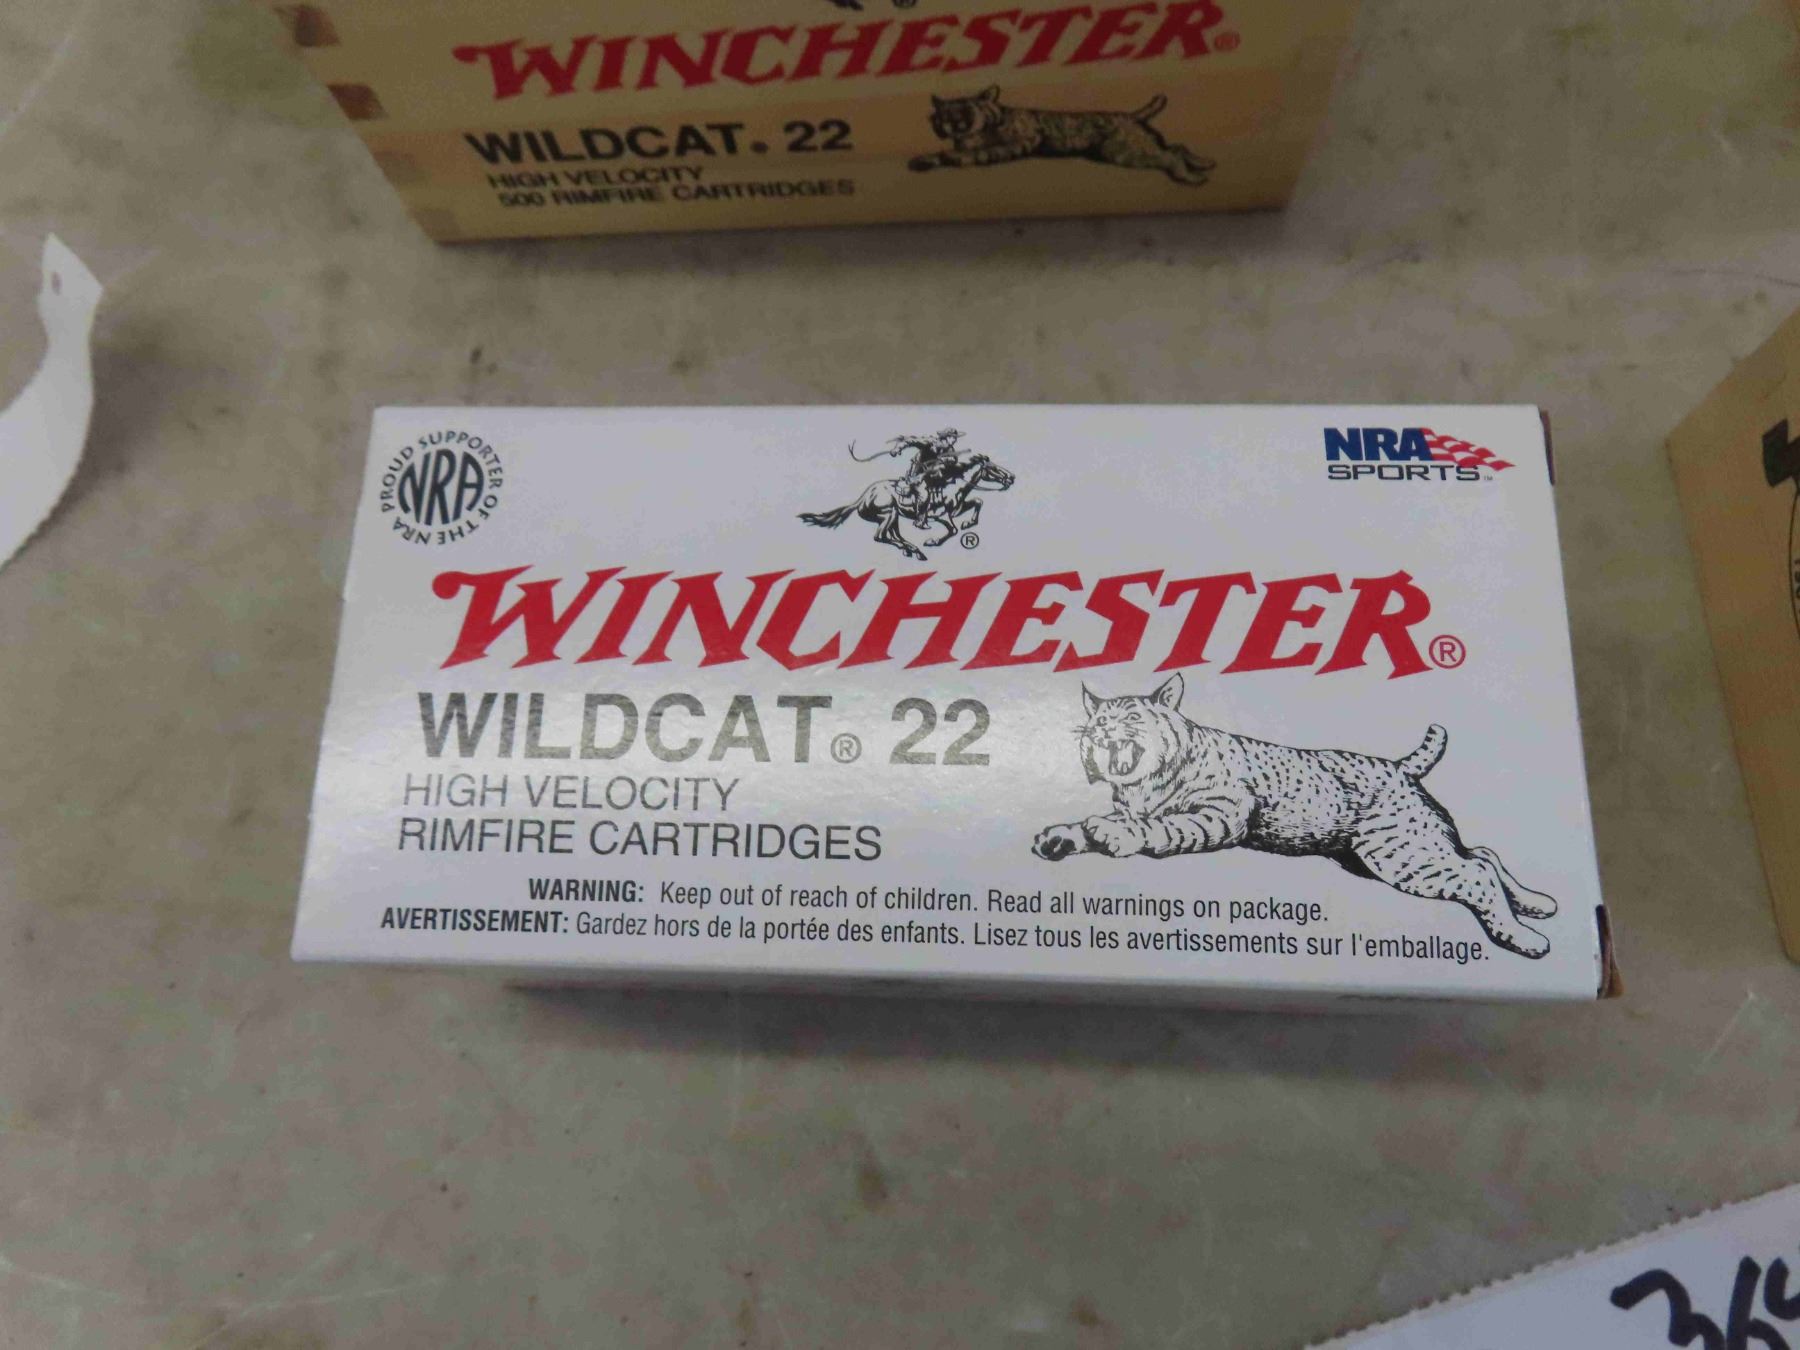 WINCHESTER®
WILDCAT. 22
HIGH VELOCITY
500 RIMFIRE CARTRIDGES
PROUD SUPPORTER OF THE NRA
NRA
®
NRA
SPORTS™
WINCHESTER®
WILDCAT® 22
HIGH VELOCITY
RIMFIRE CARTRIDGES
WARNING: Keep out of reach of children. Read all warnings on package.
AVERTISSEMENT: Gardez hors de la portée des enfants. Lisez tous les avertissements sur l'emballage.